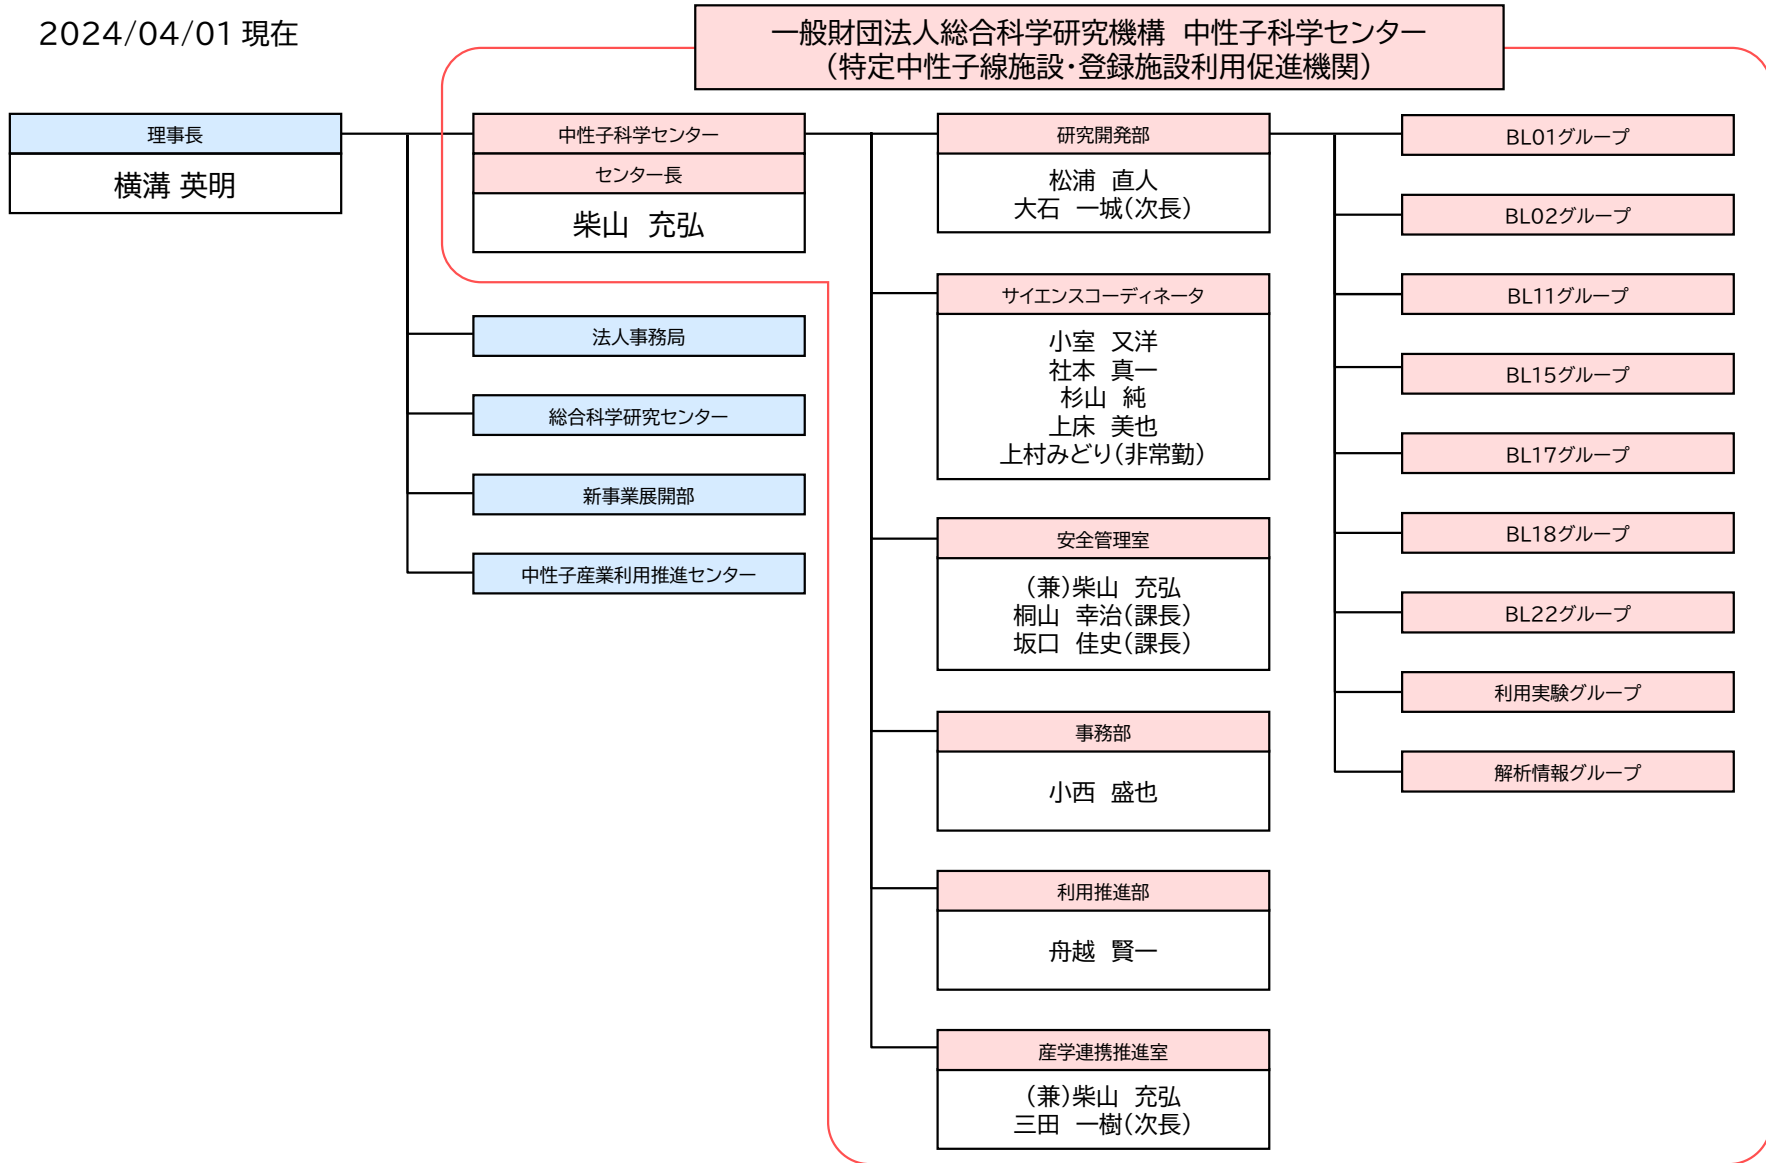 2024/04/01 現在
一般財団法人総合科学研究機構 中性子科学センター
（特定中性子線施設・登録施設利用促進機関）
理事長
横溝 英明
中性子科学センター
センター長
柴山 充弘
法人事務局
総合科学研究センター
新事業展開部
中性子産業利用推進センター
研究開発部
松浦 直人
大石 一城（次長）
サイエンスコーディネータ
小室 又洋
社本 真一
杉山 純
上床 美也
上村みどり（非常勤）
安全管理室
（兼）柴山 充弘
桐山 幸治（課長）
坂口 佳史（課長）
事務部
小西 盛也
利用推進部
舟越 賢一
産学連携推進室
（兼）柴山 充弘
三田 一樹（次長）
BL01グループ
BL02グループ
BL11グループ
BL15グループ
BL17グループ
BL18グループ
BL22グループ
利用実験グループ
解析情報グループ